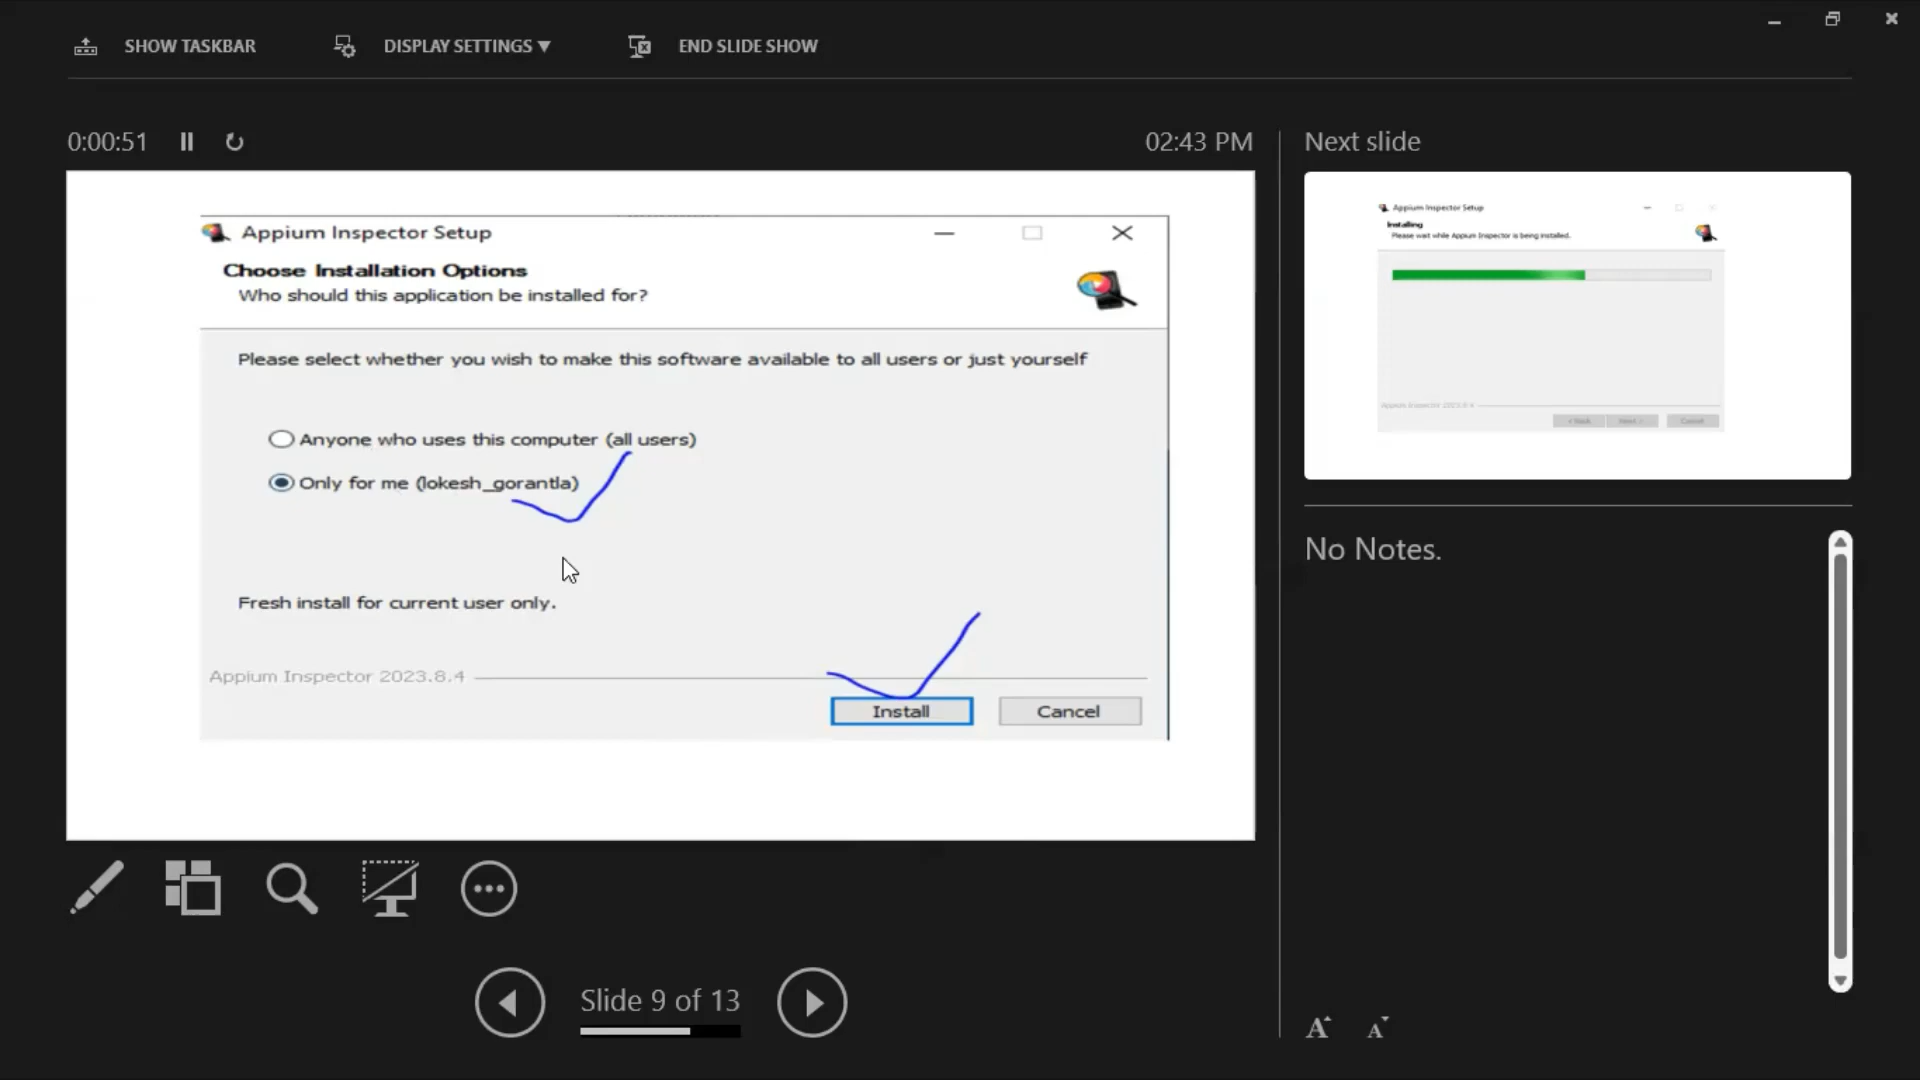 SHOW TASKBAR
DISPLAY SETTINGS ▼
END SLIDE SHOW
0:00:51
02:43 PM
Next slide
Appium Inspector Setup
Choose Installation Options
Who should this application be installed for?
Please select whether you wish to make this software available to all users or just yourself
Anyone who uses this computer (all users)
Only for me (lokesh_gorantla)
Fresh install for current user only.
Appium Inspector 2023.8.4
Install
Cancel
Appium Inspector Setup
Installing
Please wait while Appium Inspector is being installed.
Appium Inspector 2023.8.4
< Back
Next >
Cancel
No Notes.
Slide 9 of 13
A
A